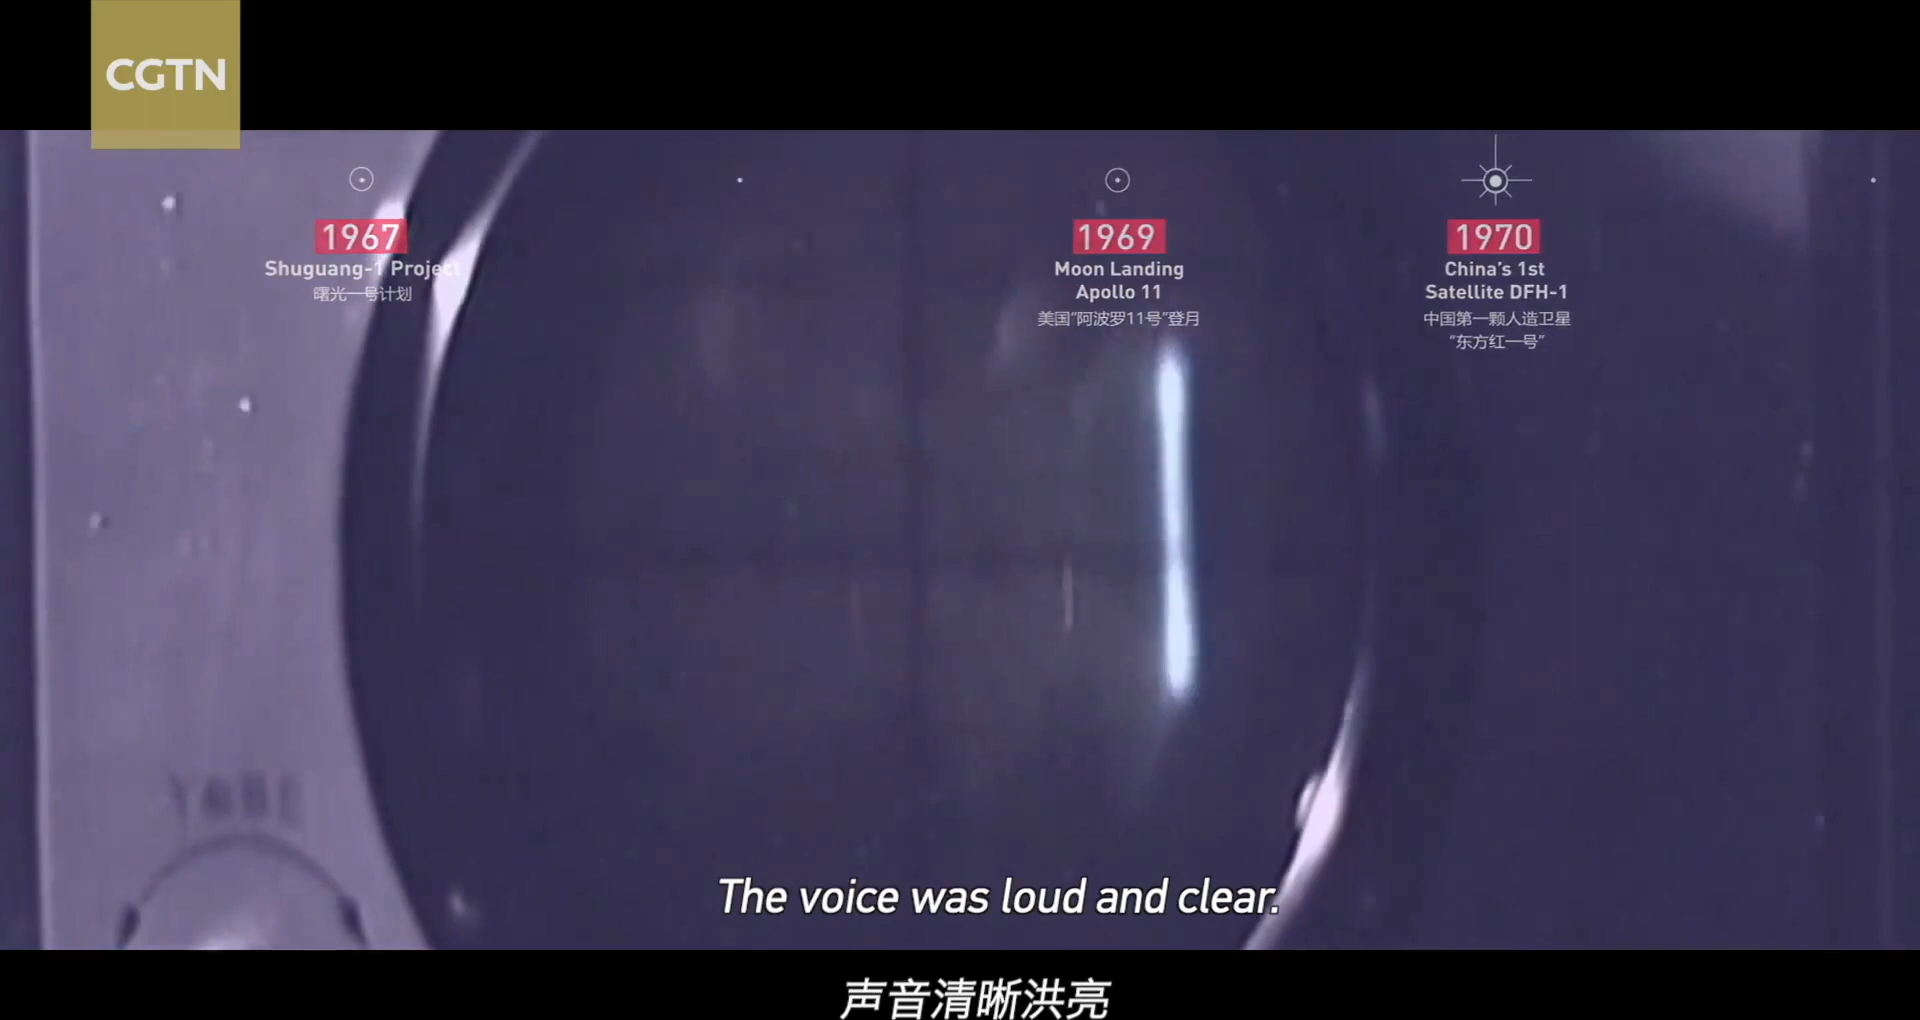 CGTN
1967
Shuguang-1 Project
曙光一号计划
1969
Moon Landing
Apollo 11
美国"阿波罗11号"登月
1970
China's 1st
Satellite DFH-1
中国第一颗人造卫星
"东方红一号"
The voice was loud and clear.
声音清晰洪亮